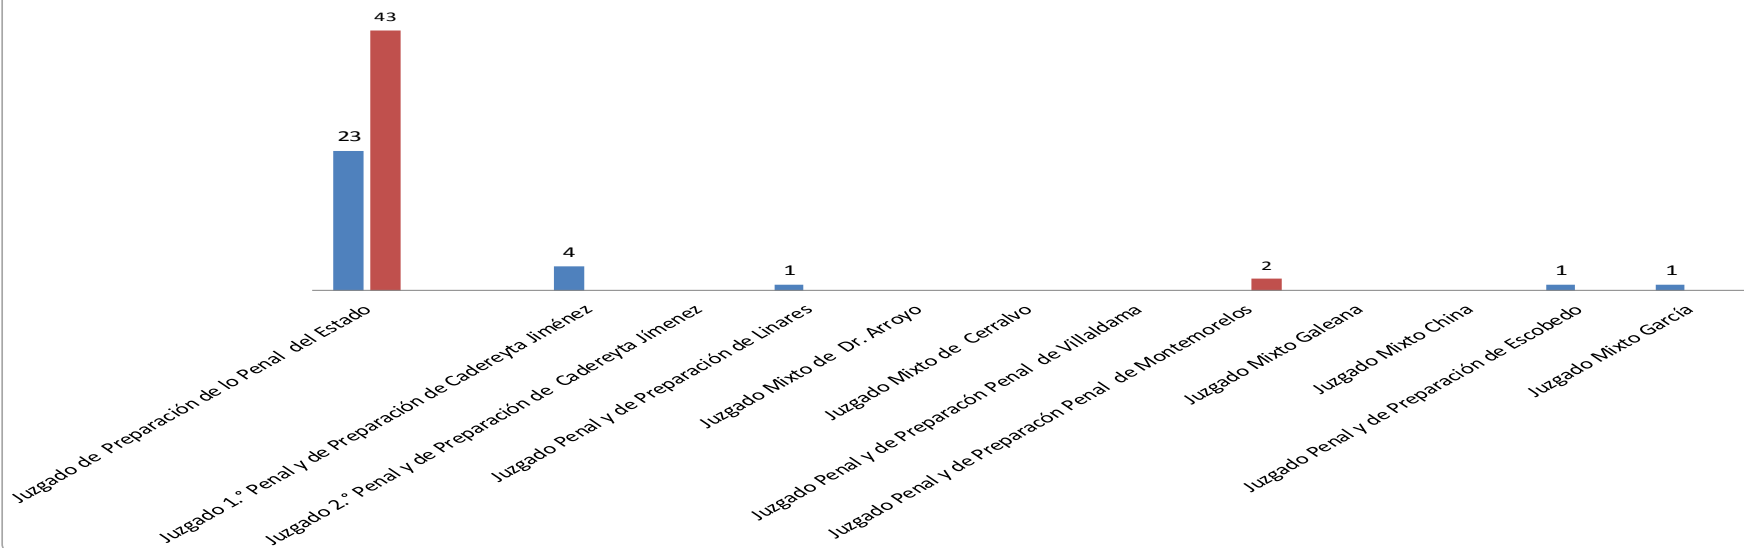 43
23
4
1
2
1
1
Juzgado de Preparación de lo Penal del Estado
Juzgado 1.° Penal y de Preparación de Cadereyta Jiménez
Juzgado 2.° Penal y de Preparación de Cadereyta Jímenez
Juzgado Penal y de Preparación de Linares
Juzgado Mixto de Dr. Arroyo
Juzgado Mixto de Cerralvo
Juzgado Penal y de Preparacón Penal de Villaldama
Juzgado Penal y de Preparacón Penal de Montemorelos
Juzgado Mixto Galeana
Juzgado Mixto China
Juzgado Penal y de Preparación de Escobedo
Juzgado Mixto García